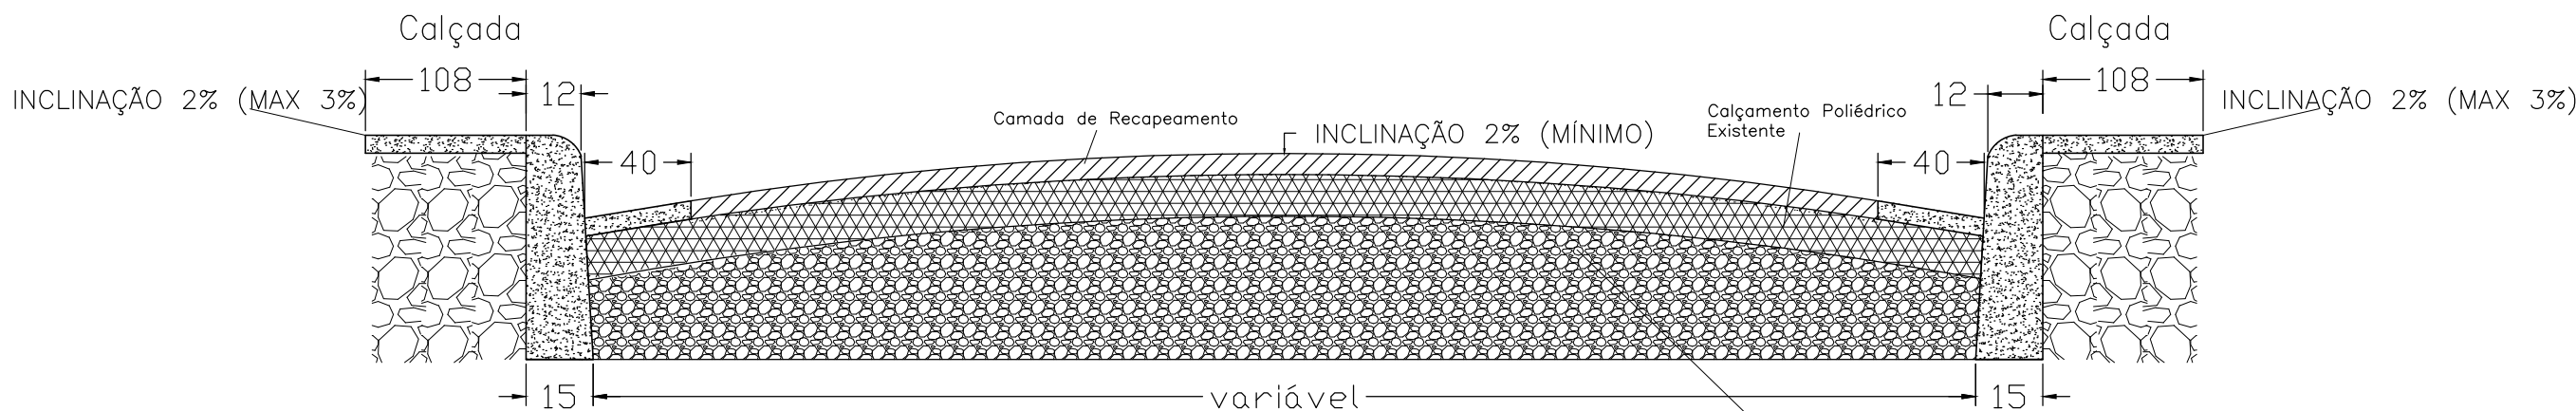 Calçada
Calçada
108
12
INCLINAÇÃO 2% (MAX 3%)
12
108
INCLINAÇÃO 2% (MAX 3%)
Camada de Recapeamento
INCLINAÇÃO 2% (MÍNIMO)
Calçamento Poliédrico
Existente
40
40
15
variável
15